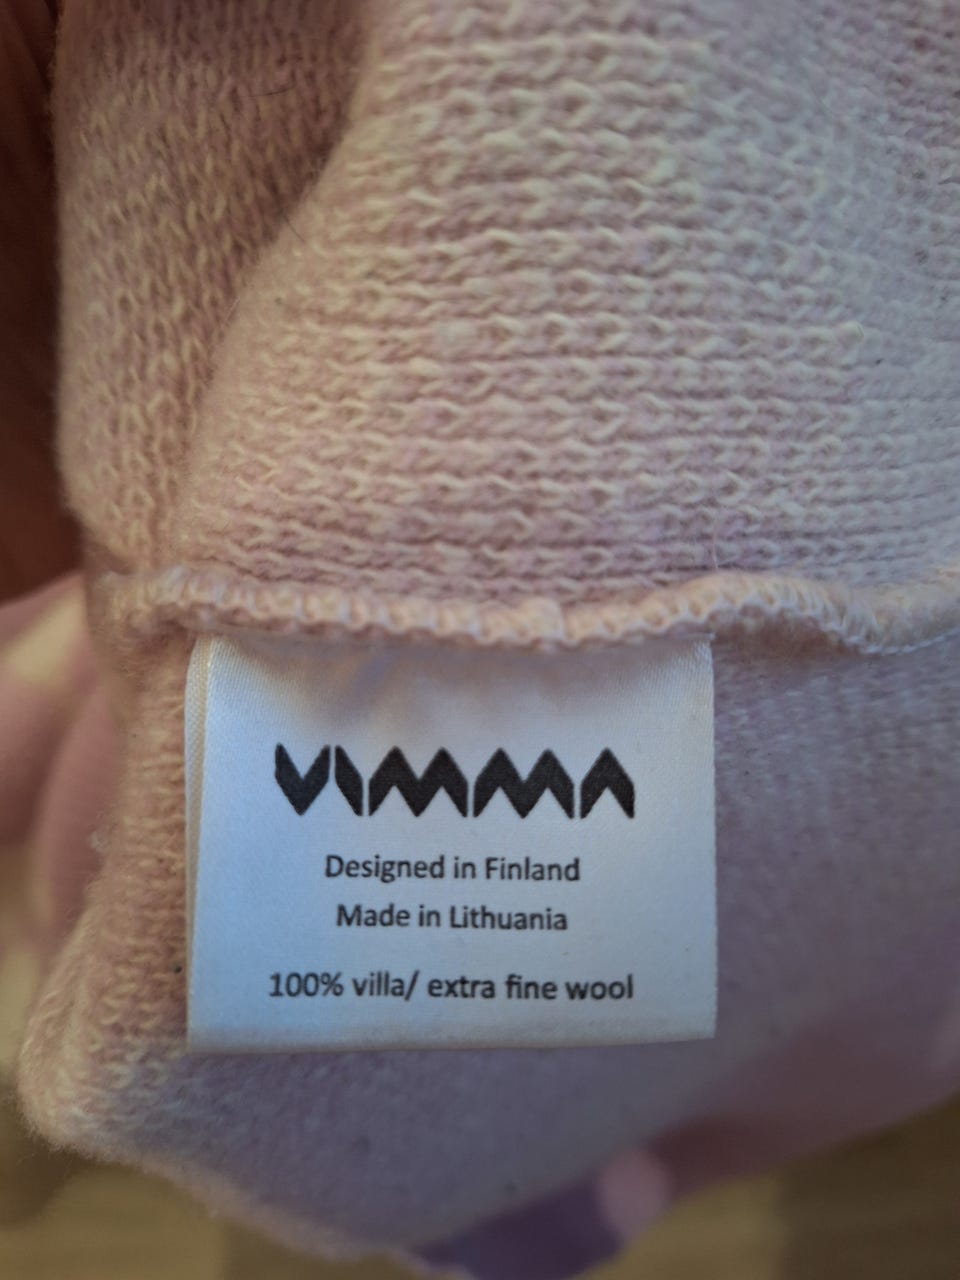 VIMMA
Designed in Finland
Made in Lithuania
100% villa/ extra fine wool